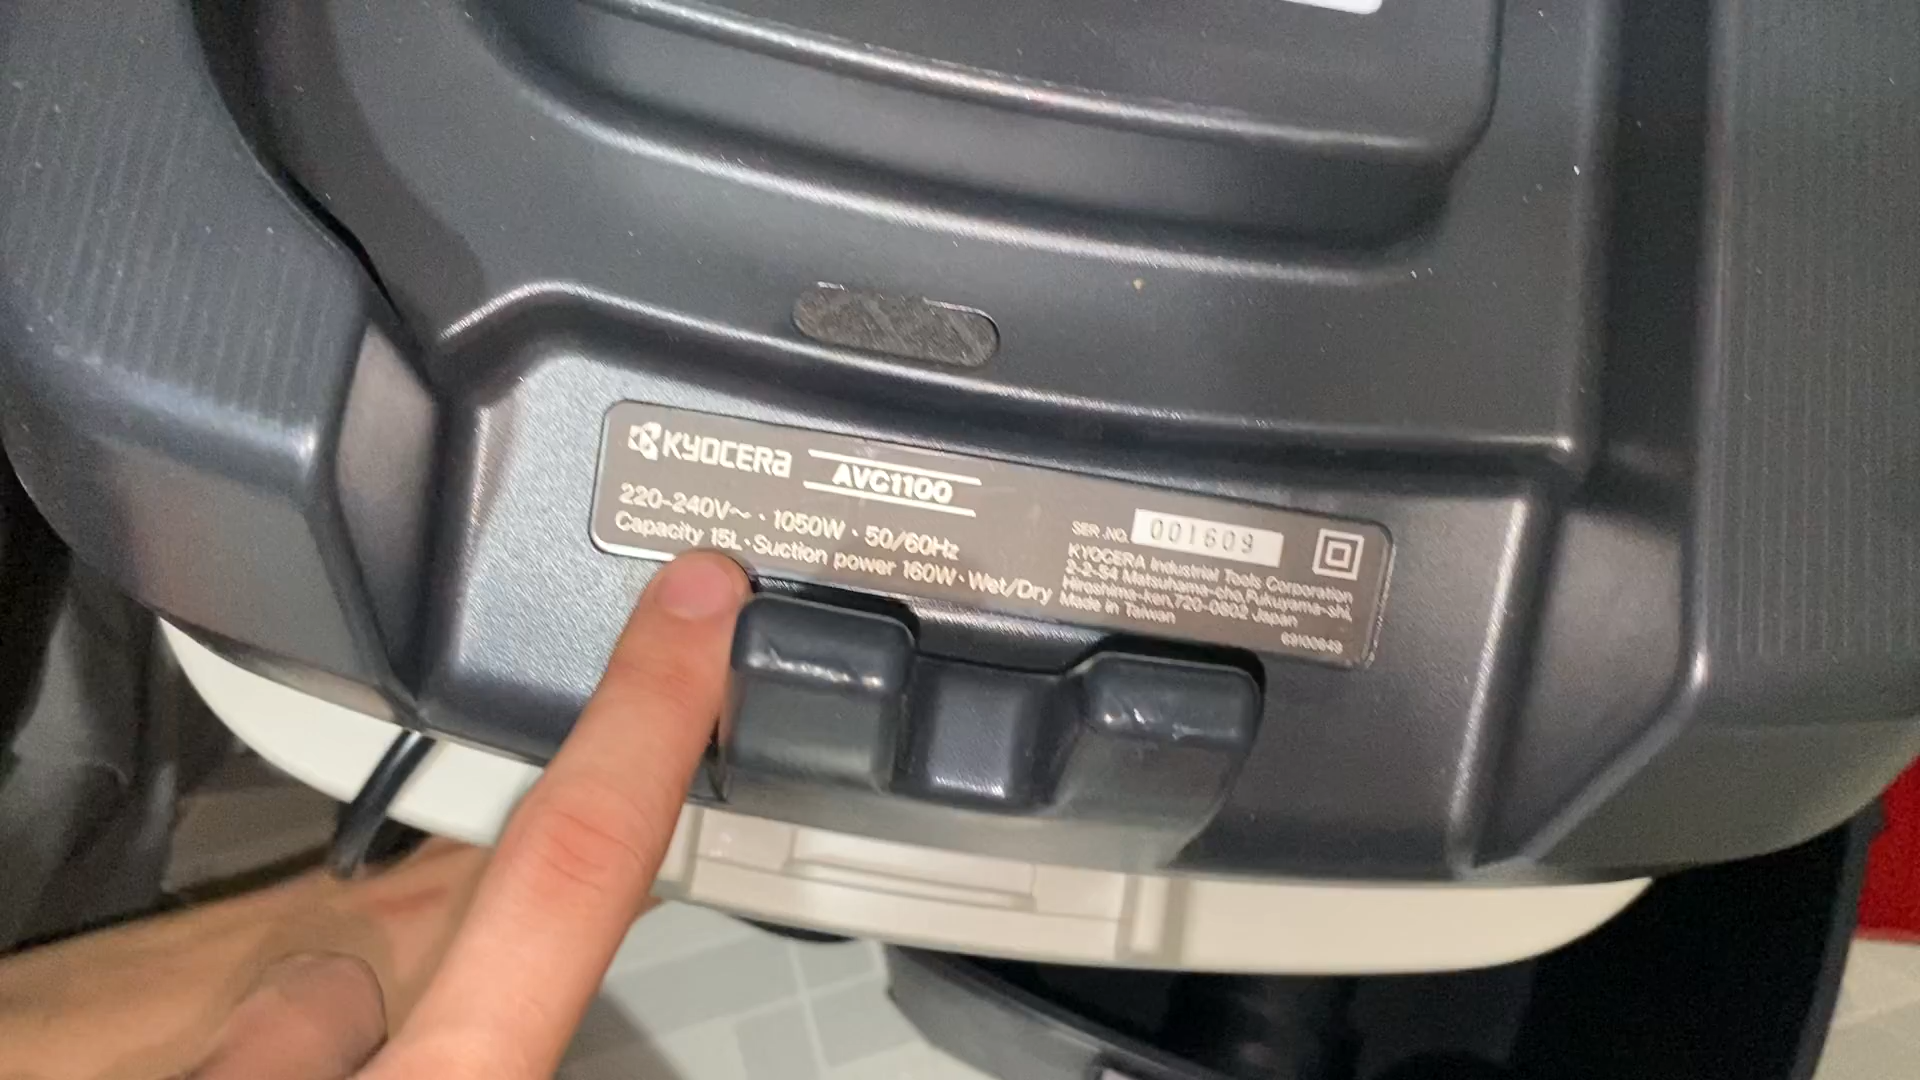 KYOCERA AVC1100
220-240V～ · 1050W · 50/60Hz
Capacity 15L · Suction power 160W · Wet/Dry
SER.NO. 001609
KYOCERA Industrial Tools Corporation
2-2-54 Matsuhama-cho, Fukuyama-shi,
Hiroshima-ken, 720-0802 Japan
Made in Taiwan